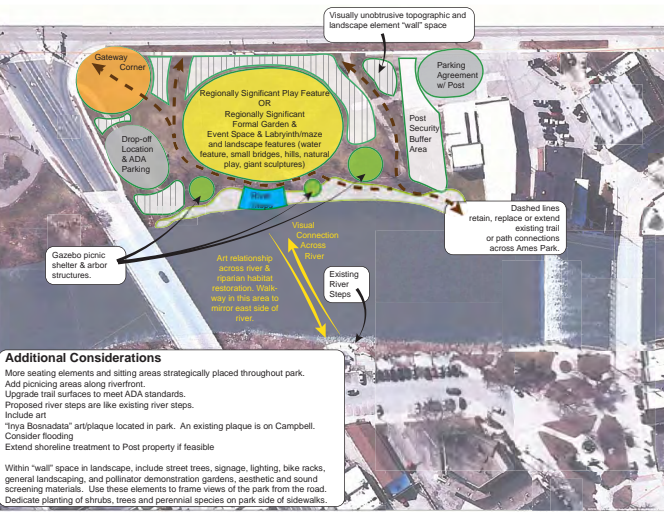 Visually unobtrusive topographic and
landscape element "wall" space
Gateway
Corner
Parking
Agreement
w/ Post
Regionally Significant Play Feature
OR
Regionally Significant
Formal Garden &
Event Space & Labryinth/maze
and landscape features (water
feature, small bridges, hills, natural
play, giant sculptures)
Post
Security
Buffer
Area
Drop-off
Location
& ADA
Parking
River
Steps
Dashed lines
retain, replace or extend
existing trail
or path connections
across Ames Park.
Visual
Connection
Across
River
Gazebo picnic
shelter & arbor
structures.
Art relationship
across river &
riparian habitat
restoration. Walk-
way in this area to
mirror east side of
river.
Existing
River
Steps
Additional Considerations
More seating elements and sitting areas strategically placed throughout park.
Add picnicing areas along riverfront.
Upgrade trail surfaces to meet ADA standards.
Proposed river steps are like existing river steps.
Include art
"Inya Bosnadata" art/plaque located in park. An existing plaque is on Campbell.
Consider flooding
Extend shoreline treatment to Post property if feasible
Within "wall" space in landscape, include street trees, signage, lighting, bike racks,
general landscaping, and pollinator demonstration gardens, aesthetic and sound
screening materials. Use these elements to frame views of the park from the road.
Dedicate planting of shrubs, trees and perennial species on park side of sidewalks.